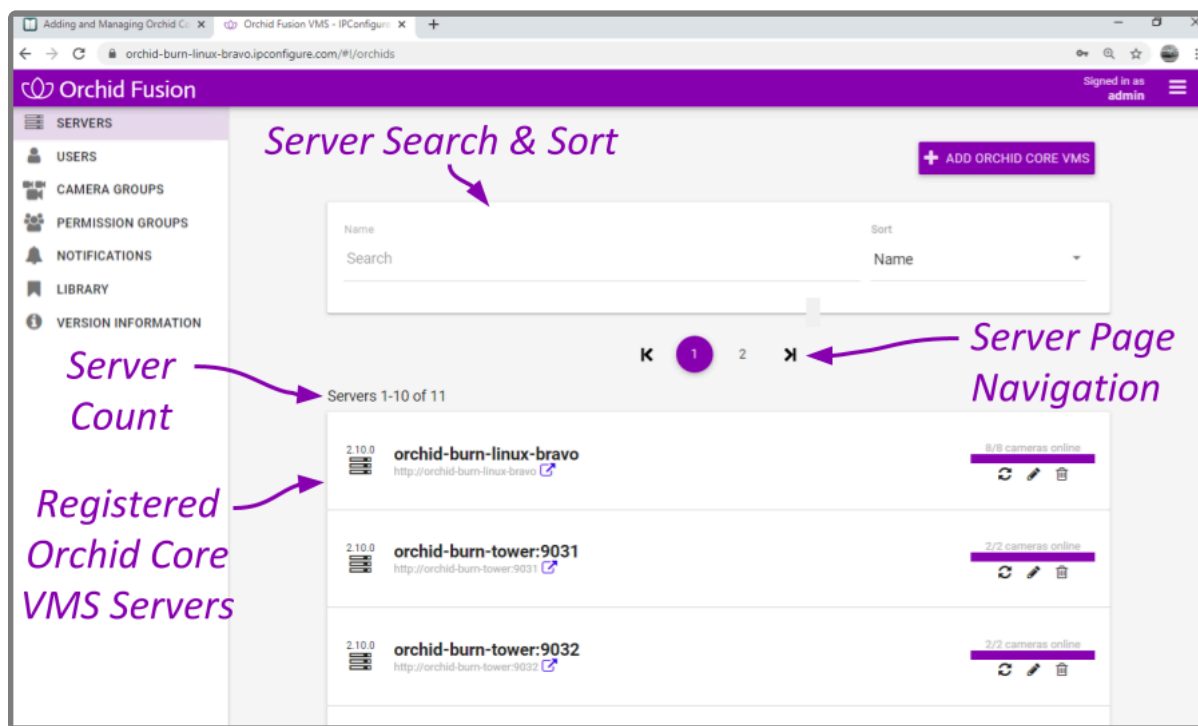 Adding and Managing Orchid Co
Orchid Fusion VMS - IPConfigure
orchid-burn-linux-bravo.ipconfigure.com/#!/orchids
Orchid Fusion
Signed in as
admin
SERVERS
USERS
CAMERA GROUPS
PERMISSION GROUPS
NOTIFICATIONS
LIBRARY
VERSION INFORMATION
Server Search & Sort
ADD ORCHID CORE VMS
Name
Search
Sort
Name
1 2
Server Page
Navigation
Server
Count
Servers 1-10 of 11
Registered
Orchid Core
VMS Servers
2.10.0
orchid-burn-linux-bravo
http://orchid-burn-linux-bravo
8/8 cameras online
2.10.0
orchid-burn-tower:9031
http://orchid-burn-tower:9031
2/2 cameras online
2.10.0
orchid-burn-tower:9032
http://orchid-burn-tower:9032
2/2 cameras online